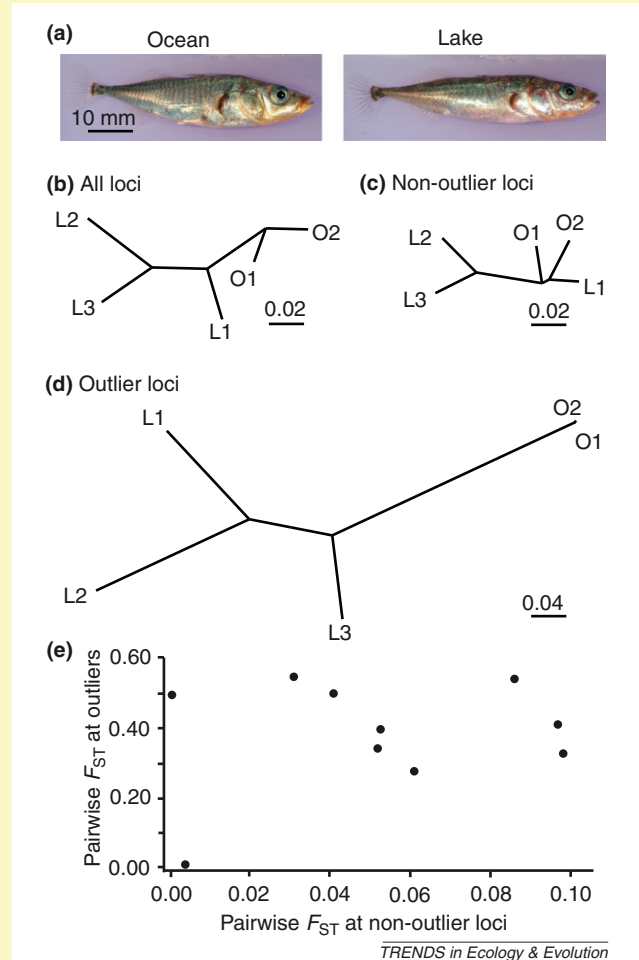 (a)
Ocean
Lake
10 mm
(b) All loci
(c) Non-outlier loci
L2
O2
O1
L3
L1
0.02
L2
O1
O2
L3
L1
0.02
(d) Outlier loci
L1
O2
O1
L2
L3
0.04
(e)
Pairwise FST at outliers
0.60
0.40
0.20
0.00
0.00 0.02 0.04 0.06 0.08 0.10
Pairwise FST at non-outlier loci
TRENDS in Ecology & Evolution